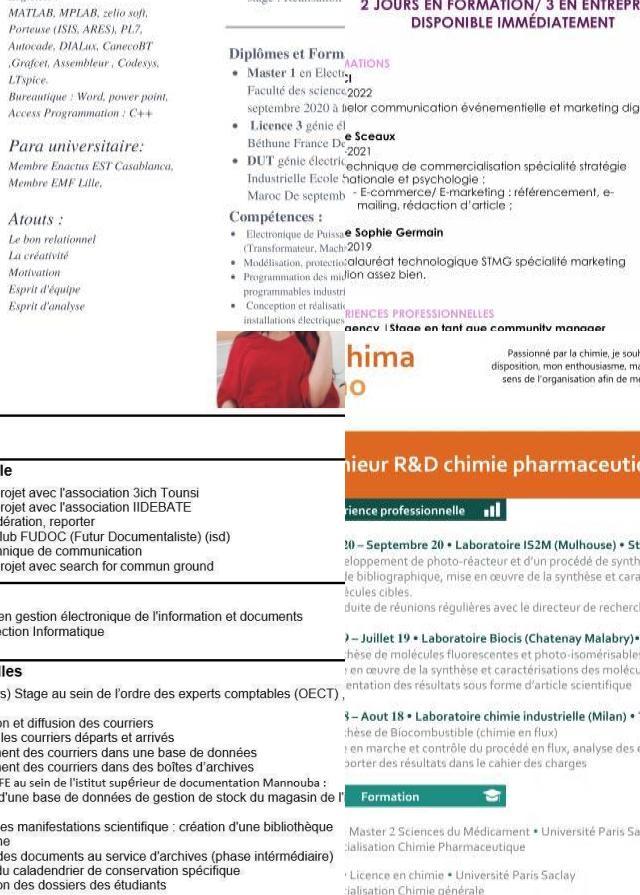 MATLAB, MPLAB, zelio soft,
Porteuse (ISIS, ARES), PL7,
Autocade, DIALux, CanecoBT
,Grafcet, Assembleur , Codesys,
LTspice.
Bureautique : Word, power point,
Access Programmation : C++
Para universitaire:
Membre Enactus EST Casablanca,
Membre EMF Lille,
Atouts :
Le bon relationnel
La créativité
Motivation
Esprit d'équipe
Esprit d'analyse
Diplômes et Form
• Master 1 en Elect
Faculté des science
septembre 2020 à
• Licence 3 génie él
Béthune France De
• DUT génie électric
Industrielle Ecole
Maroc De septemb
Compétences :
• Electronique de Puissa
(Transformateur, Mach
• Modélisation, protectio
• Programmation des mi
programmables industri
• Conception et réalisati
installations électriques
2 JOURS EN FORMATION/ 3 EN ENTREPR
DISPONIBLE IMMÉDIATEMENT
MATIONS
2022
elor communication événementielle et marketing dig
e Sceaux
-2021
echnique de commercialisation spécialité stratégie
nationale et psychologie ;
- E-commerce/ E-marketing : référencement, e-
mailing, rédaction d'article ;
e Sophie Germain
-2019
alauréat technologique STMG spécialité marketing
tion assez bien.
RIENCES PROFESSIONNELLES
agency |Stage en tant que community manager
le
rojet avec l'association 3ich Tounsi
rojet avec l'association IIDEBATE
dération, reporter
lub FUDOC (Futur Documentaliste) (isd)
hnique de communication
rojet avec search for commun ground
en gestion électronique de l'information et documents
ection Informatique
lles
rs) Stage au sein de l'ordre des experts comptables (OECT) ,
on et diffusion des courriers
les courriers départs et arrivés
ment des courriers dans une base de données
ment des courriers dans des boîtes d'archives
FE au sein de l'istitut supérieur de documentation Mannouba :
d'une base de données de gestion de stock du magasin de l'
es manifestations scientifique : création d'une bibliothèque
ne
des documents au service d'archives (phase intérmédiaire)
du caladendrier de conservation spécifique
on des dossiers des étudiants
hima
o
Passionné par la chimie, je souh
disposition, mon enthousiasme, ma
sens de l'organisation afin de me
nieur R&D chimie pharmaceutic
rience professionnelle
20 – Septembre 20 • Laboratoire IS2M (Mulhouse) • St
eloppement de photo-réacteur et d'un procédé de synth
e bibliographique, mise en œuvre de la synthèse et cara
écules cibles.
duite de réunions régulières avec le directeur de recherc
9 – Juillet 19 • Laboratoire Biocis (Chatenay Malabry)•
hèse de molécules fluorescentes et photo-isomérisables
e en œuvre de la synthèse et caractérisations des molécu
entation des résultats sous forme d'article scientifique
8 – Aout 18 • Laboratoire chimie industrielle (Milan) •
hèse de Biocombustible (chimie en flux)
e en marche et contrôle du procédé en flux, analyse des e
porter des résultats dans le cahier des charges
Formation
Master 2 Sciences du Médicament • Université Paris Sa
ialisation Chimie Pharmaceutique
Licence en chimie • Université Paris Saclay
ialisation Chimie générale